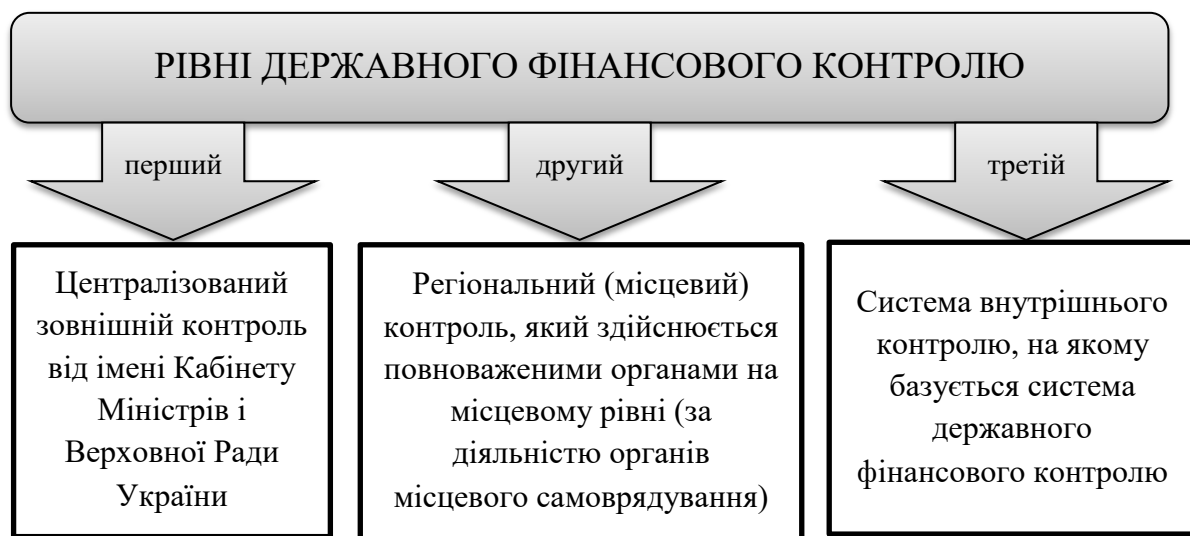 РІВНІ ДЕРЖАВНОГО ФІНАНСОВОГО КОНТРОЛЮ
перший
другий
третій
Централізований
зовнішній контроль
від імені Кабінету
Міністрів і
Верховної Ради
України
Регіональний (місцевий)
контроль, який здійснюється
повноваженими органами на
місцевому рівні (за
діяльністю органів
місцевого самоврядування)
Система внутрішнього
контролю, на якому
базується система
державного
фінансового контролю